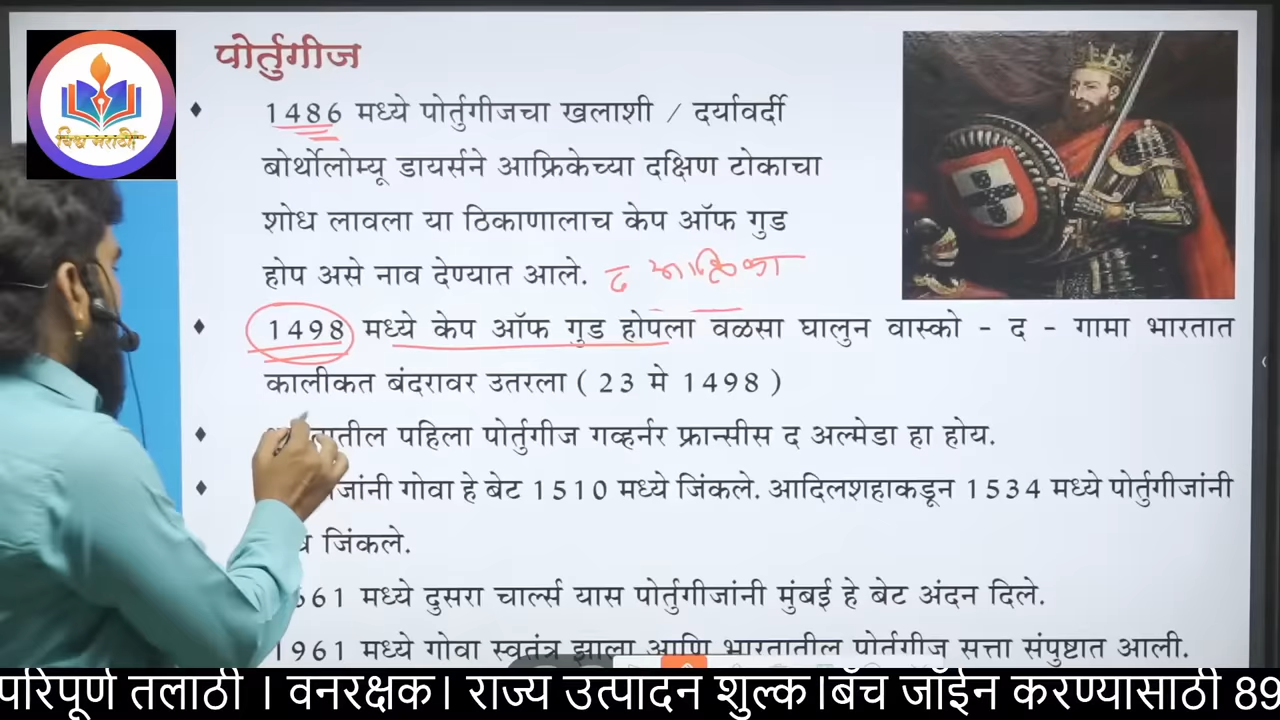 पोर्तुगीज
विश्व मराठी
1486 मध्ये पोर्तुगीजचा खलाशी / दर्यावर्दी
बोर्थोलोम्यू डायर्सने आफ्रिकेच्या दक्षिण टोकाचा
शोध लावला या ठिकाणालाच केप ऑफ गुड
होप असे नाव देण्यात आले. द आफ्रिका
1498 मध्ये केप ऑफ गुड होपला वळसा घालुन वास्को - द - गामा भारतात
कालीकत बंदरावर उतरला ( 23 मे 1498 )
पहिला पोर्तुगीज गव्हर्नर फ्रान्सीस द अल्मेडा हा होय.
गोवा हे बेट 1510 मध्ये जिंकले. आदिलशहाकडून 1534 मध्ये पोर्तुगीजांनी
जिंकले.
मध्ये दुसरा चार्ल्स यास पोर्तुगीजांनी मुंबई हे बेट अंदन दिले.
1961 मध्ये गोवा स्वतंत्र झाला आणि भारतातील पोर्तुगीज सत्ता संपुष्टात आली.
परिपूर्ण तलाठी । वनरक्षक। राज्य उत्पादन शुल्क।बॅच जॉईन करण्यासाठी 89